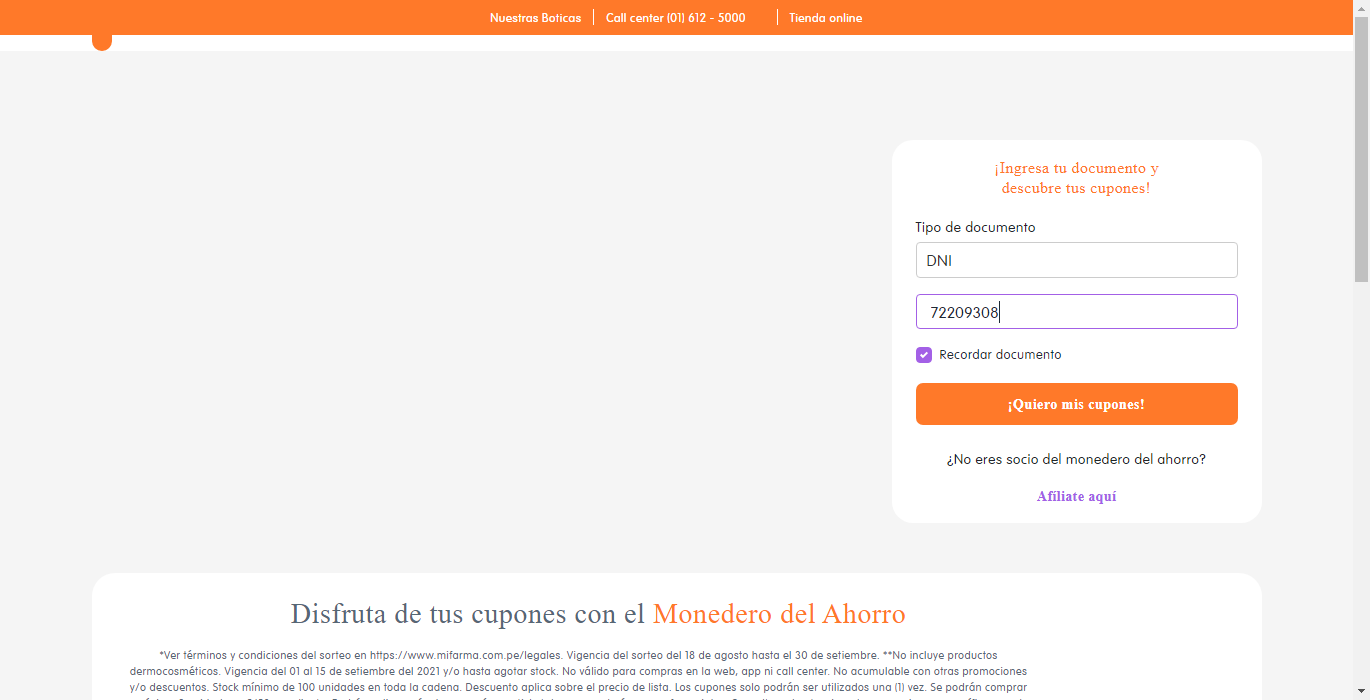 Nuestras Boticas
Call center (01) 612 - 5000
Tienda online
¡Ingresa tu documento y
descubre tus cupones!
Tipo de documento
DNI
72209308
Recordar documento
¡Quiero mis cupones!
¿No eres socio del monedero del ahorro?
Afíliate aquí
Disfruta de tus cupones con el Monedero del Ahorro
*Ver términos y condiciones del sorteo en https://www.mifarma.com.pe/legales. Vigencia del sorteo del 18 de agosto hasta el 30 de setiembre. **No incluye productos
dermocosméticos. Vigencia del 01 al 15 de setiembre del 2021 y/o hasta agotar stock. No válido para compras en la web, app ni call center. No acumulable con otras promociones
y/o descuentos. Stock mínimo de 100 unidades en toda la cadena. Descuento aplica sobre el precio de lista. Los cupones solo podrán ser utilizados una (1) vez. Se podrán comprar